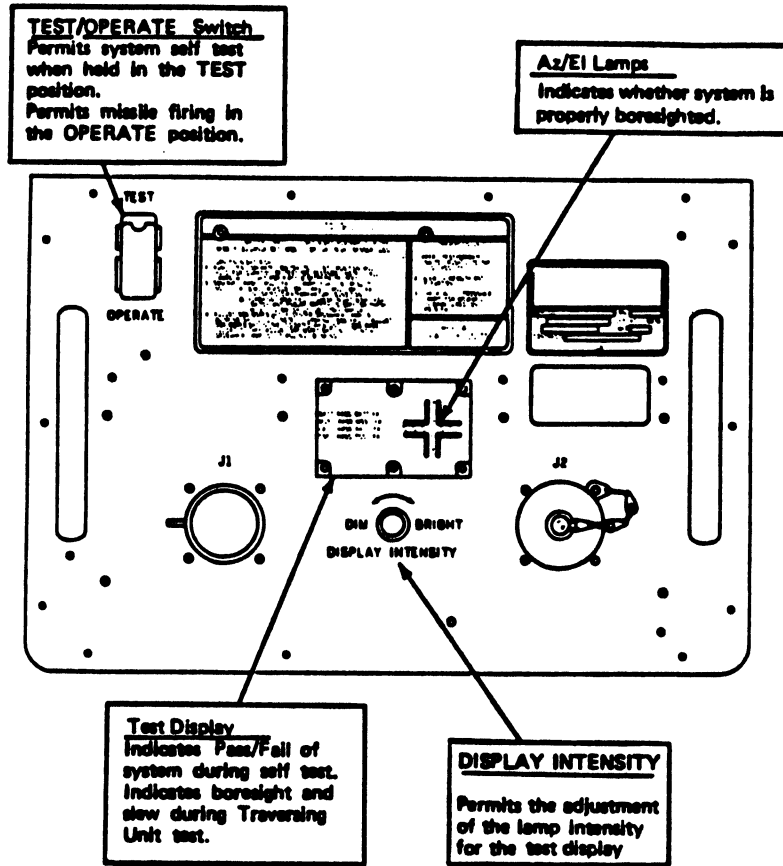 TEST/OPERATE Switch
Permits system self test
when held in the TEST
position.
Permits missile firing in
the OPERATE position.
Az/El Lamps
Indicates whether system is
properly boresighted.
TEST
OPERATE
J1
J2
DIM
BRIGHT
DISPLAY INTENSITY
Test Display
Indicates Pass/Fail of
system during self test.
Indicates boresight and
slew during Traversing
Unit test.
DISPLAY INTENSITY
Permits the adjustment
of the lamp intensity
for the test display